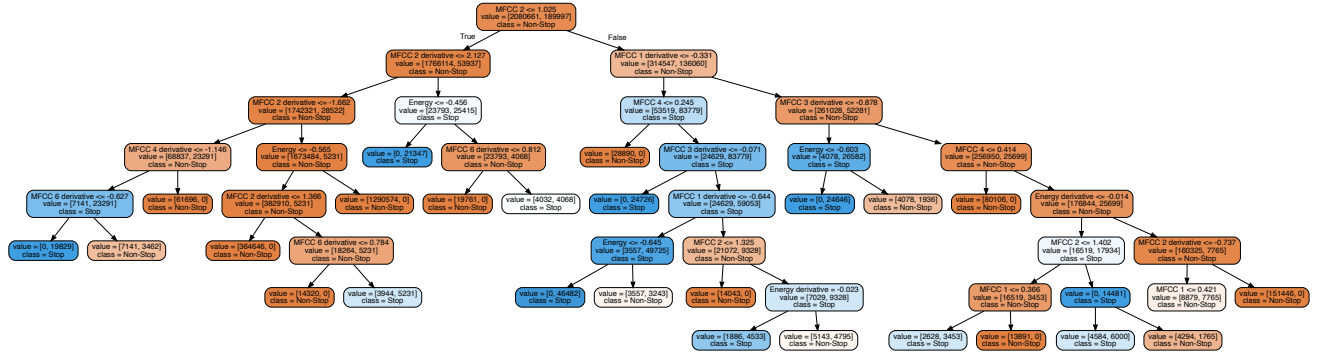 MFCC 2 <= 1.025
value = [2080661, 189997]
class = Non-Stop
True
False
MFCC 2 derivative <= 2.127
value = [1766114, 53937]
class = Non-Stop
MFCC 1 derivative <= -0.331
value = [314547, 136060]
class = Non-Stop
MFCC 2 derivative <= -1.662
value = [1742321, 28522]
class = Non-Stop
Energy <= -0.456
value = [23793, 25415]
class = Stop
MFCC 4 <= 0.245
value = [53519, 83779]
class = Stop
MFCC 3 derivative <= -0.878
value = [261028, 52281]
class = Non-Stop
MFCC 4 derivative <= -1.146
value = [68837, 23291]
class = Non-Stop
Energy <= -0.565
value = [1673484, 5231]
class = Non-Stop
value = [0, 21347]
class = Stop
MFCC 6 derivative <= 0.812
value = [23793, 4068]
class = Non-Stop
value = [28890, 0]
class = Non-Stop
MFCC 3 derivative <= -0.071
value = [24629, 83779]
class = Stop
Energy <= -0.603
value = [4078, 26582]
class = Stop
MFCC 4 <= 0.414
value = [256950, 25699]
class = Non-Stop
MFCC 6 derivative <= -0.627
value = [7141, 23291]
class = Stop
value = [61696, 0]
class = Non-Stop
MFCC 2 derivative <= 1.366
value = [382910, 5231]
class = Non-Stop
value = [1290574, 0]
class = Non-Stop
value = [19761, 0]
class = Non-Stop
value = [4032, 4068]
class = Stop
value = [0, 24726]
class = Stop
MFCC 1 derivative <= -0.644
value = [24629, 59053]
class = Stop
value = [0, 24646]
class = Stop
value = [4078, 1936]
class = Non-Stop
value = [80106, 0]
class = Non-Stop
Energy derivative <= -0.014
value = [176844, 25699]
class = Non-Stop
value = [0, 19829]
class = Stop
value = [7141, 3462]
class = Non-Stop
value = [364646, 0]
class = Non-Stop
MFCC 6 derivative <= 0.784
value = [18264, 5231]
class = Non-Stop
Energy <= -0.645
value = [3557, 49725]
class = Stop
MFCC 2 <= 1.325
value = [21072, 9328]
class = Non-Stop
MFCC 2 <= 1.402
value = [16519, 17934]
class = Stop
MFCC 2 derivative <= -0.737
value = [160325, 7765]
class = Non-Stop
value = [14320, 0]
class = Non-Stop
value = [3944, 5231]
class = Stop
value = [0, 46482]
class = Stop
value = [3557, 3243]
class = Non-Stop
value = [14043, 0]
class = Non-Stop
Energy derivative <= -0.023
value = [7029, 9328]
class = Stop
MFCC 1 <= 0.366
value = [16519, 3453]
class = Non-Stop
value = [0, 14481]
class = Stop
MFCC 1 <= 0.421
value = [8879, 7765]
class = Non-Stop
value = [151446, 0]
class = Non-Stop
value = [1886, 4533]
class = Stop
value = [5143, 4795]
class = Non-Stop
value = [2628, 3453]
class = Stop
value = [13891, 0]
class = Non-Stop
value = [4584, 6000]
class = Stop
value = [4294, 1765]
class = Non-Stop